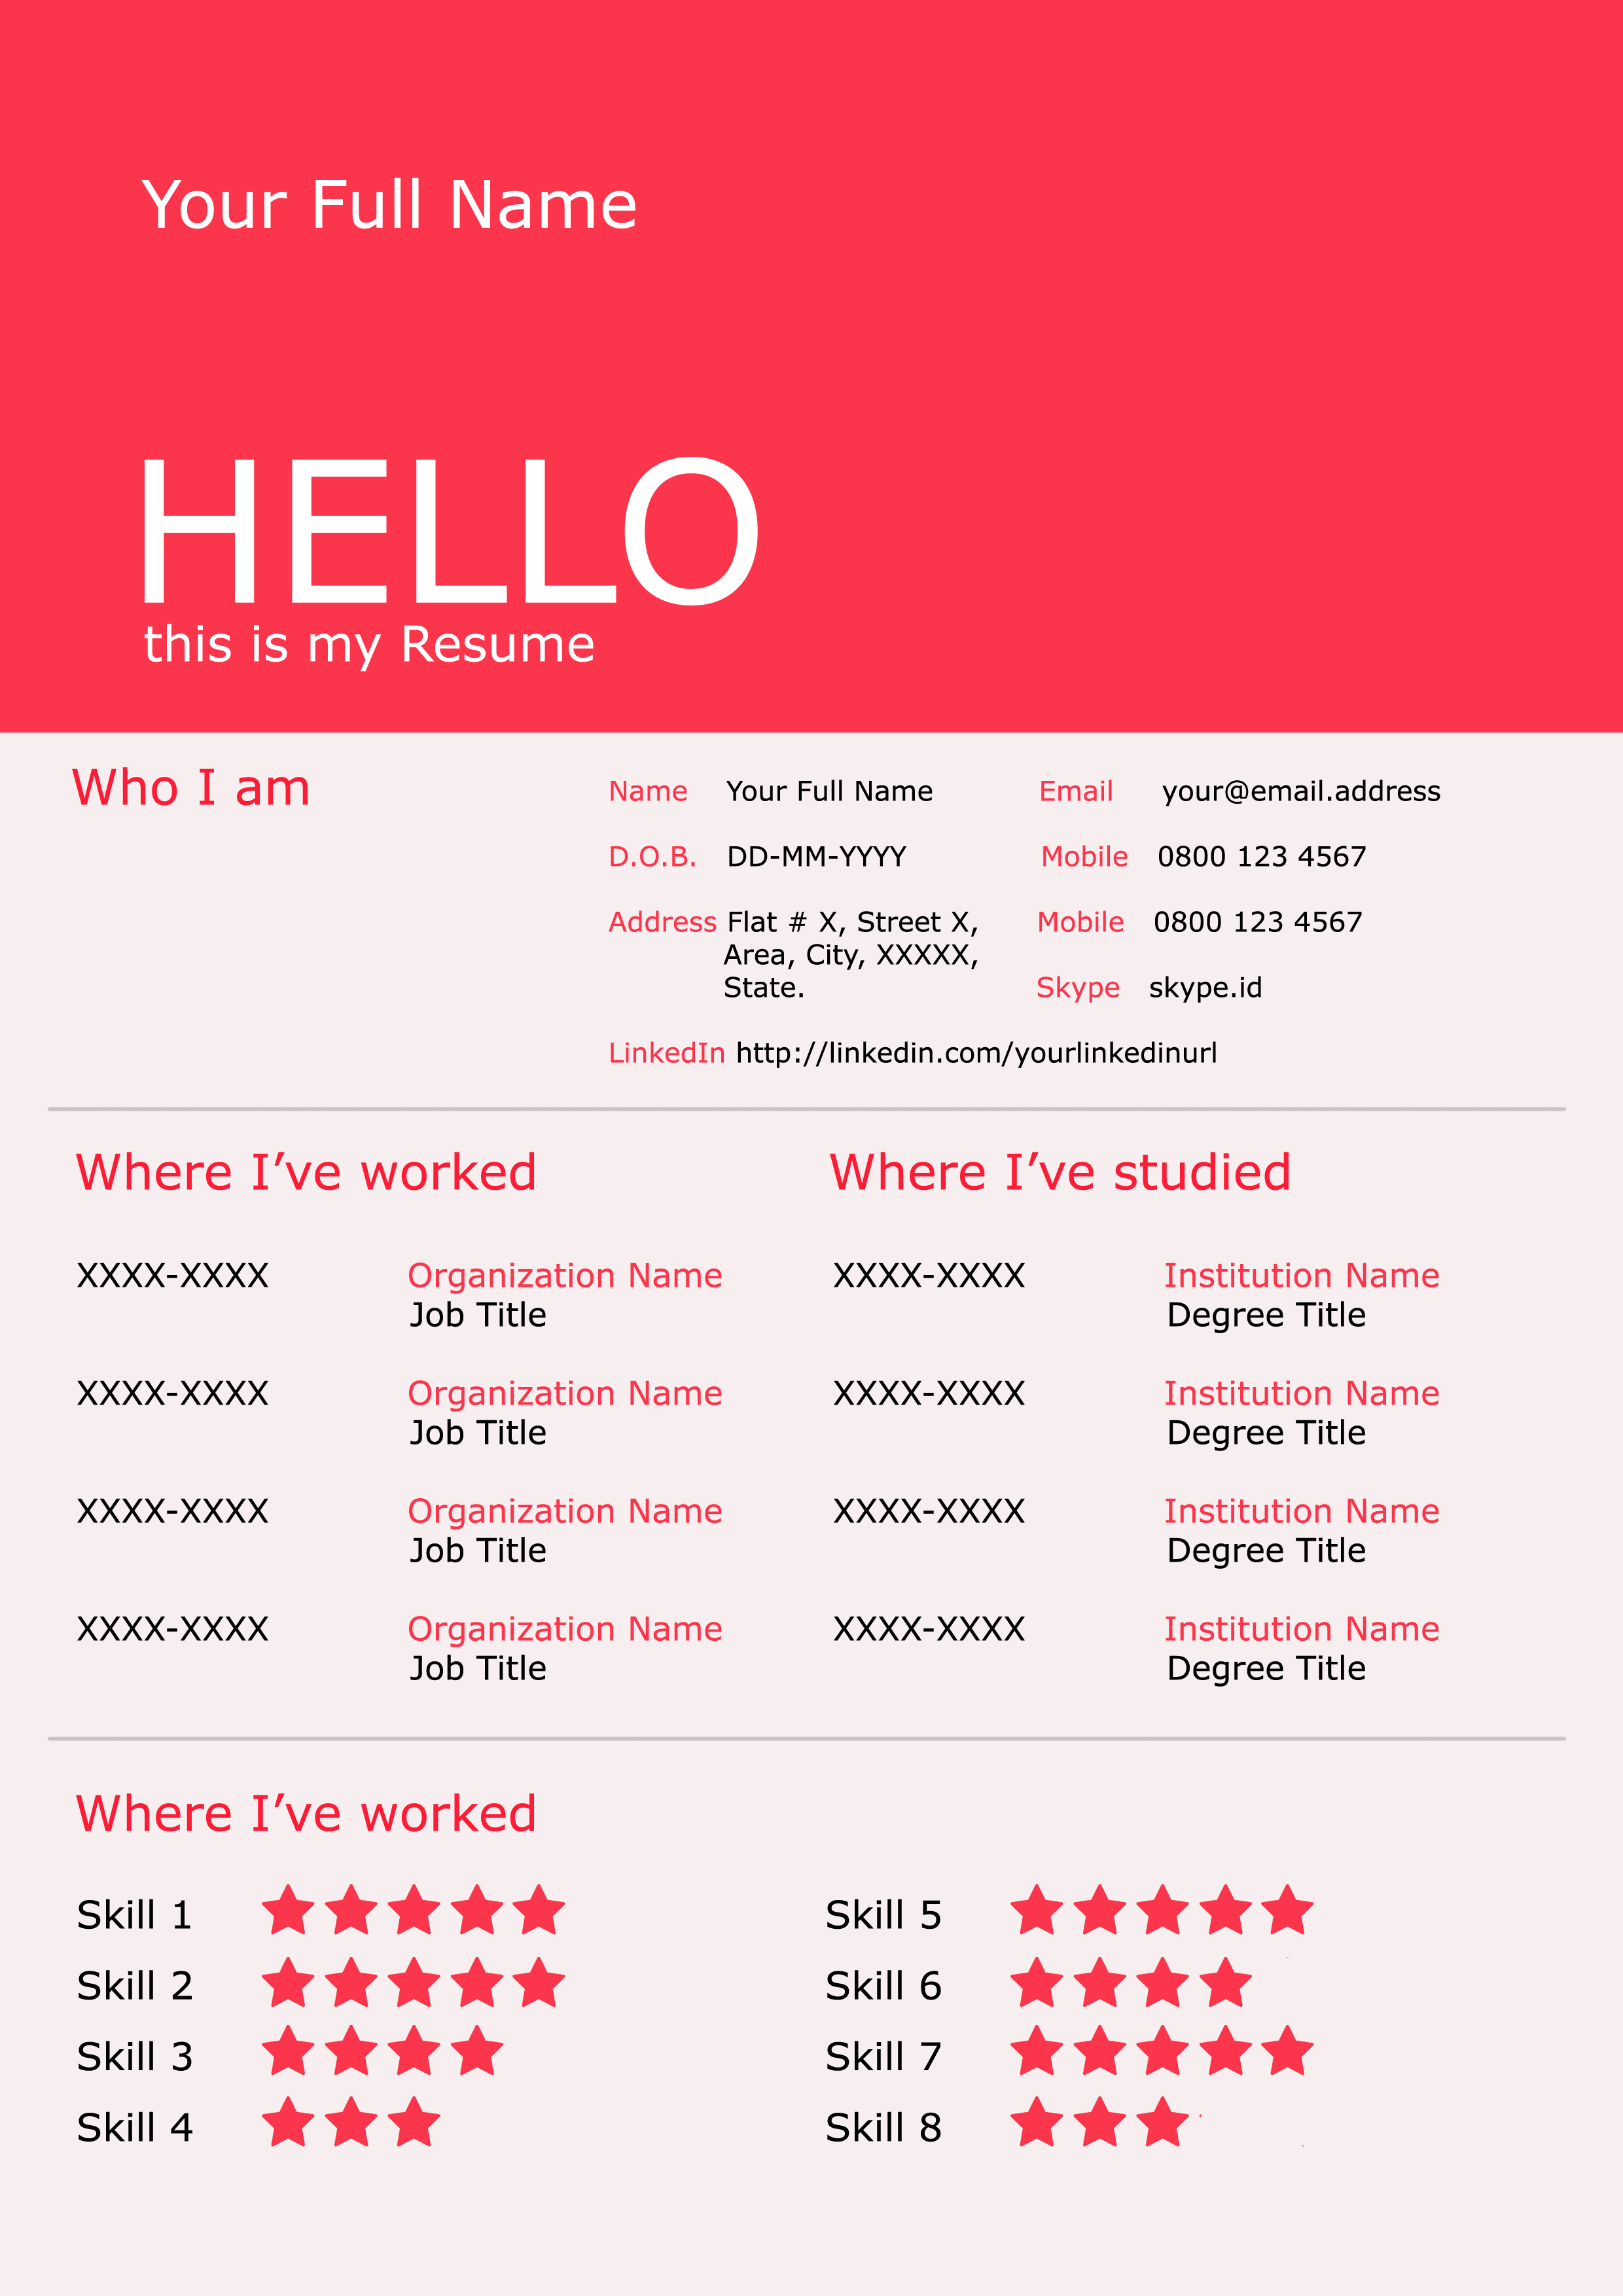 Your Full Name
HELLO
this is my Resume
Who I am
Name Your Full Name
D.O.B. DD-MM-YYYY
Address Flat # X, Street X,
Area, City, XXXXX,
State.
Email your@email.address
Mobile 0800 123 4567
Mobile 0800 123 4567
Skype skype.id
LinkedIn http://linkedin.com/yourlinkedinurl
Where I’ve worked
XXXX-XXXX Organization Name
Job Title
XXXX-XXXX Organization Name
Job Title
XXXX-XXXX Organization Name
Job Title
XXXX-XXXX Organization Name
Job Title
Where I’ve studied
XXXX-XXXX Institution Name
Degree Title
XXXX-XXXX Institution Name
Degree Title
XXXX-XXXX Institution Name
Degree Title
XXXX-XXXX Institution Name
Degree Title
Where I’ve worked
Skill 1
Skill 2
Skill 3
Skill 4
Skill 5
Skill 6
Skill 7
Skill 8